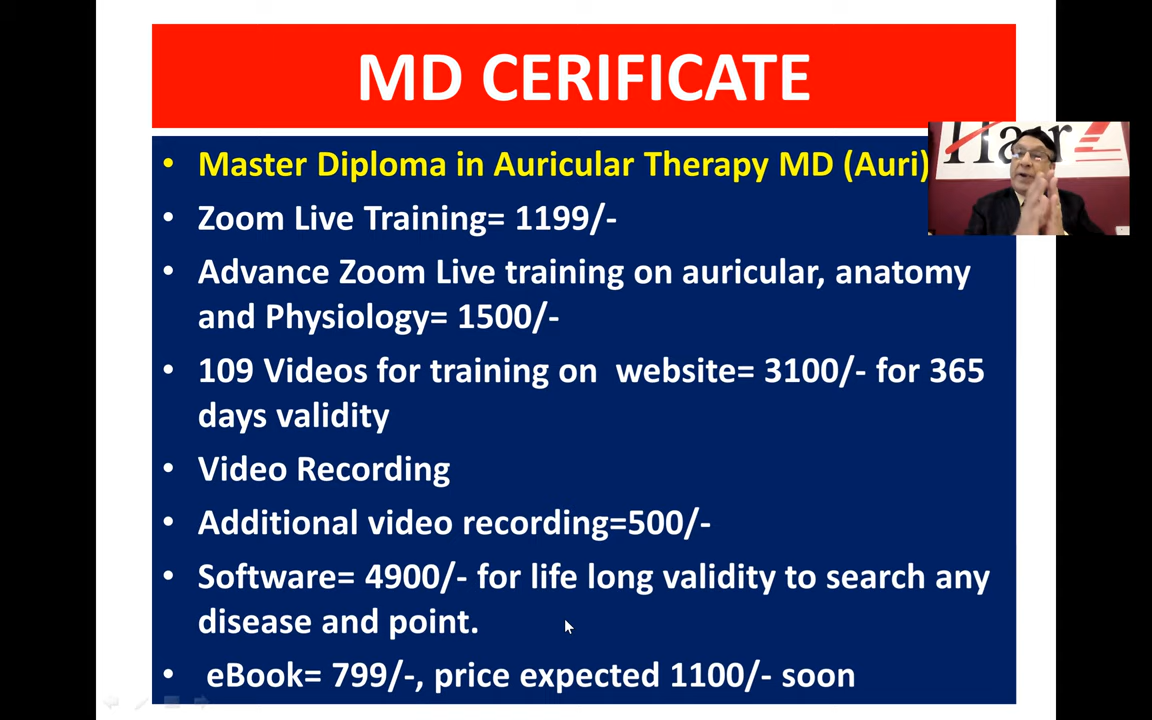 MD CERIFICATE
• Master Diploma in Auricular Therapy MD (Auri)
• Zoom Live Training= 1199/-
• Advance Zoom Live training on auricular, anatomy
and Physiology= 1500/-
• 109 Videos for training on website= 3100/- for 365
days validity
• Video Recording
• Additional video recording=500/-
• Software= 4900/- for life long validity to search any
disease and point.
• eBook= 799/-, price expected 1100/- soon